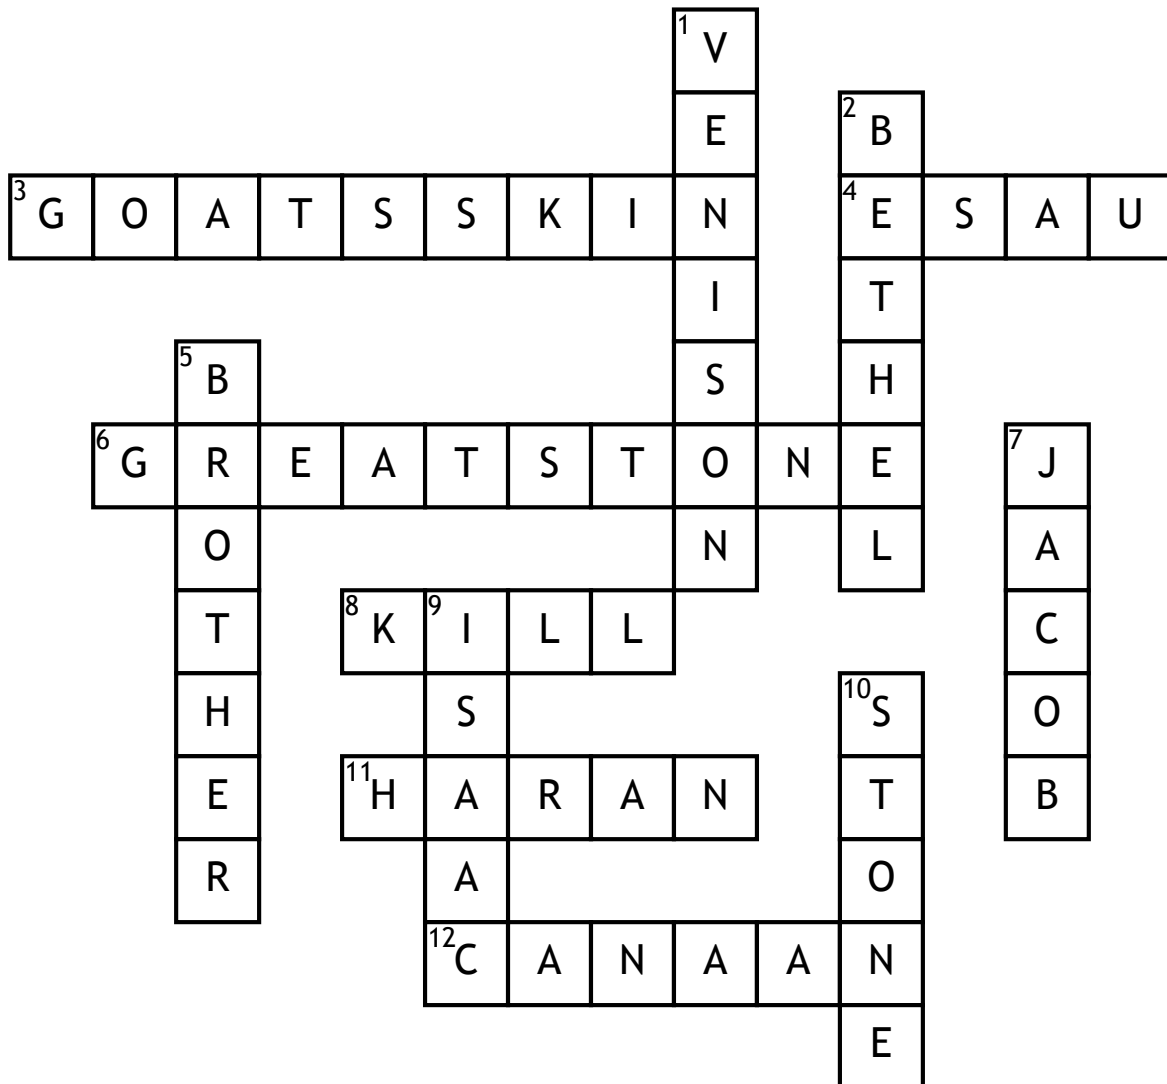 1 V
E 2 B
3 G O A T S S K I N 4 E S A U
I T
5 B S H
6 G R E A T S T O N E 7 J
O N L A
T 8 K 9 I L L C
H S 10 S O
E 11 H A R A N T B
R A O
12 C A N A A N
E